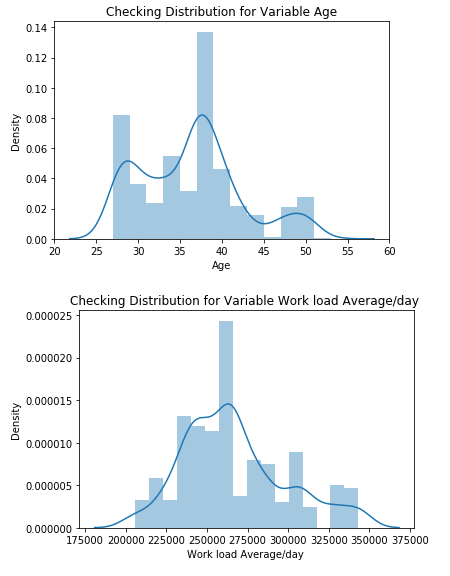 Checking Distribution for Variable Age
0.14
0.12
0.10
0.08
0.06
0.04
0.02
0.00
Density
20 25 30 35 40 45 50 55 60
Age
Checking Distribution for Variable Work load Average/day
0.000025
0.000020
0.000015
0.000010
0.000005
0.000000
Density
175000 200000 225000 250000 275000 300000 325000 350000 375000
Work load Average/day